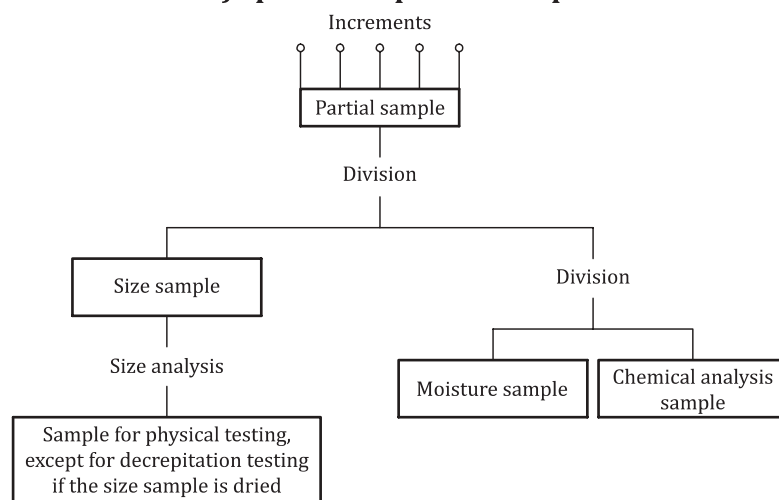 Increments
Partial sample
Division
Size sample
Division
Size analysis
Moisture sample
Chemical analysis
sample
Sample for physical testing,
except for decrepitation testing
if the size sample is dried